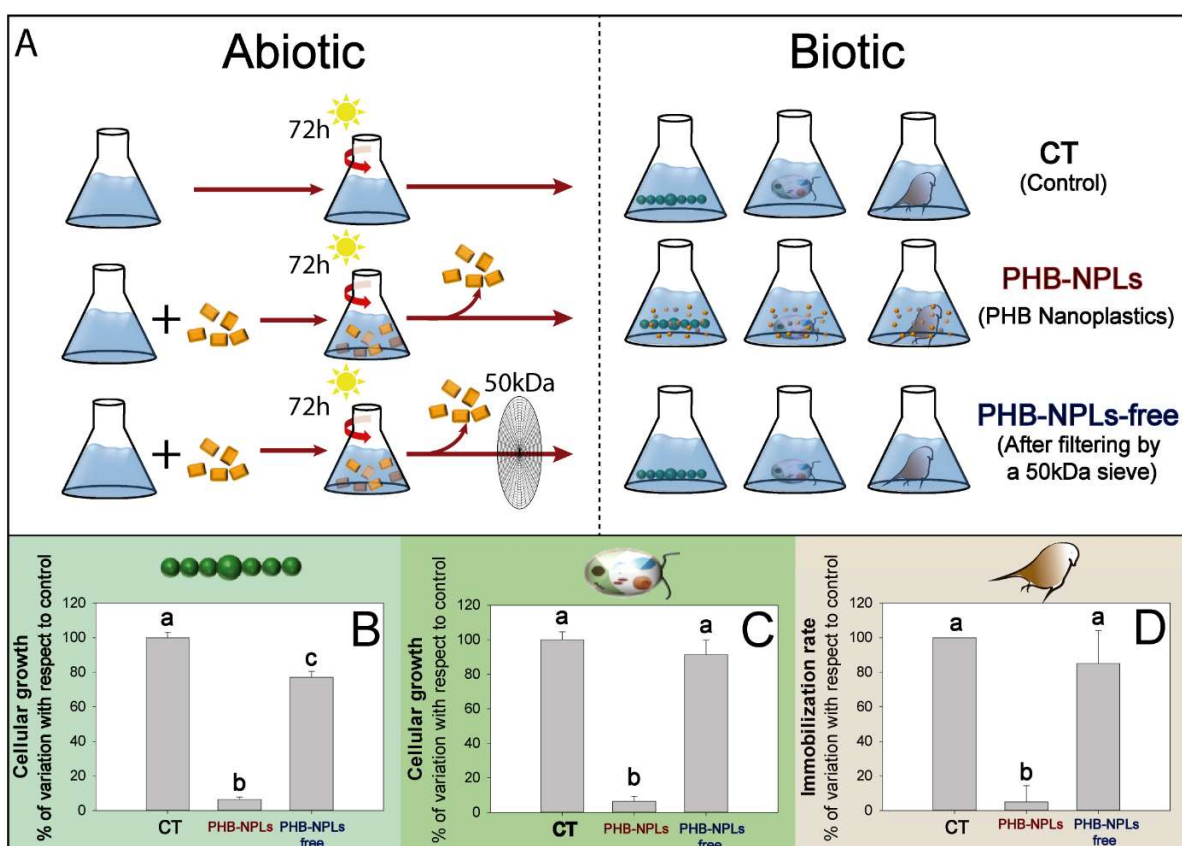 A
Abiotic
Biotic
72h
CT
(Control)
72h
PHB-NPLs
(PHB Nanoplastics)
72h
50kDa
PHB-NPLs-free
(After filtering by
a 50kDa sieve)
B
Cellular growth
% of variation with respect to control
120
100
80
60
40
20
0
a
b
c
CT
PHB-NPLs
PHB-NPLs
free
C
Cellular growth
% of variation with respect to control
120
100
80
60
40
20
0
a
b
a
CT
PHB-NPLs
PHB-NPLs
free
D
Immobilization rate
% of variation with respect to control
120
100
80
60
40
20
0
a
b
a
CT
PHB-NPLs
PHB-NPLs
free